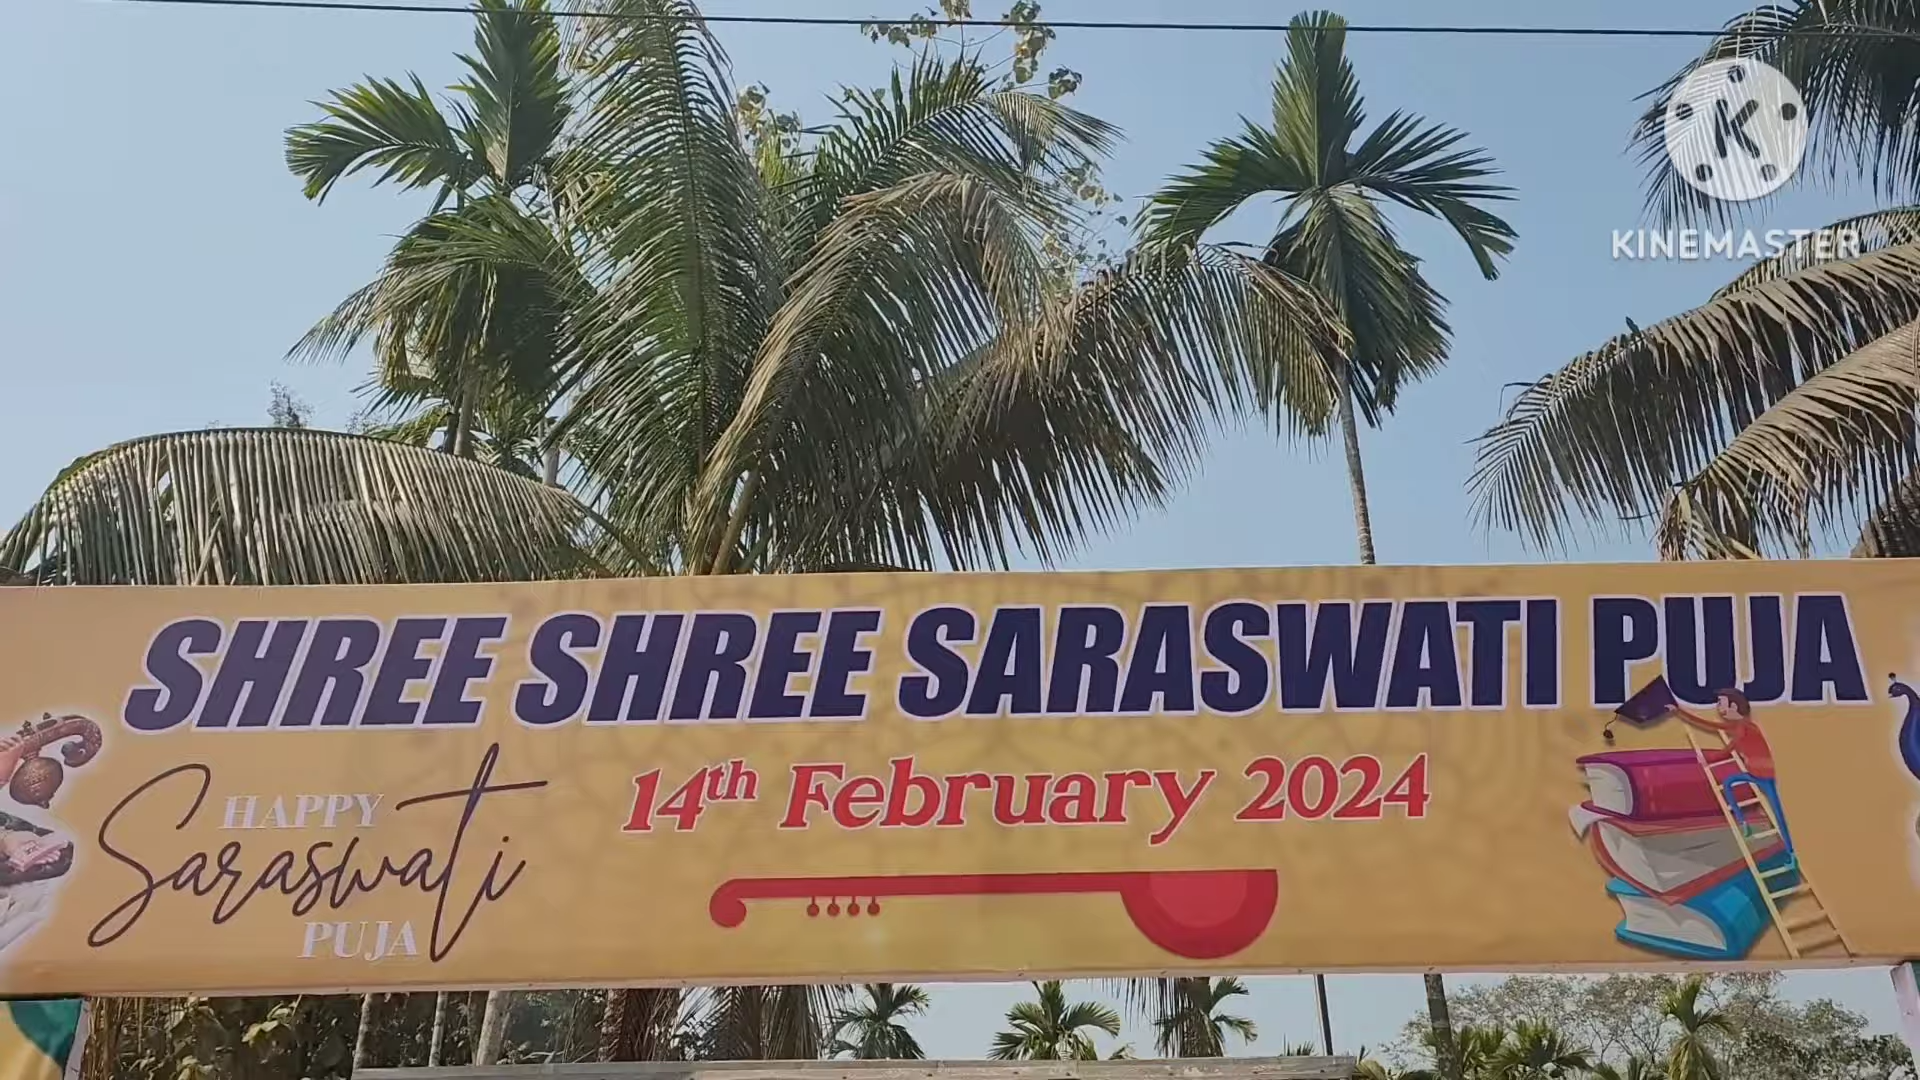 K
KINEMASTER
SHREE SHREE SARASWATI PUJA
14th February 2024
HAPPY
Saraswati
PUJA